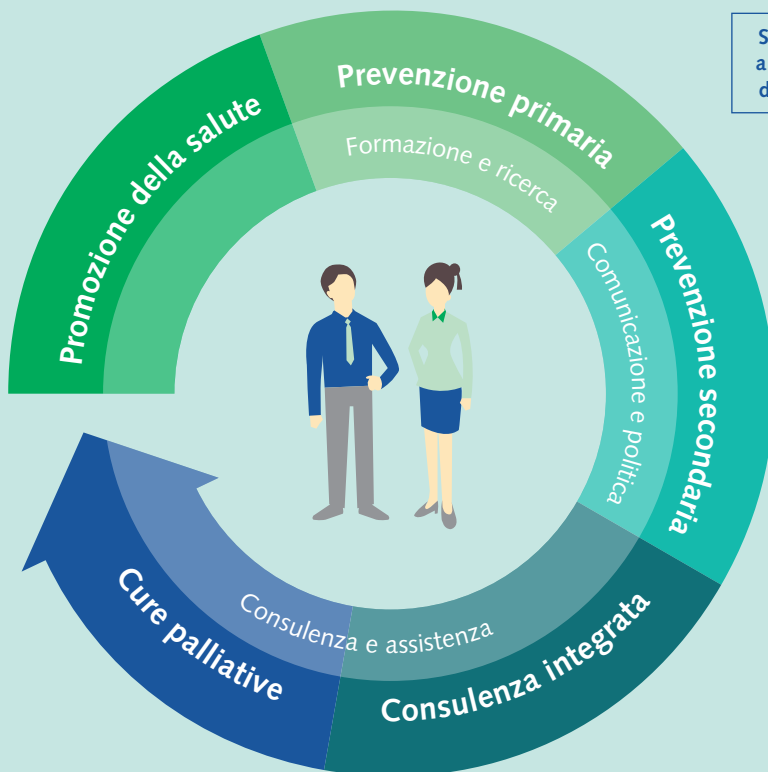 Promozione della salute
Prevenzione primaria
Formazione e ricerca
Prevenzione secondaria
Comunicazione e politica
Consulenza integrata
Consulenza e assistenza
Cure palliative